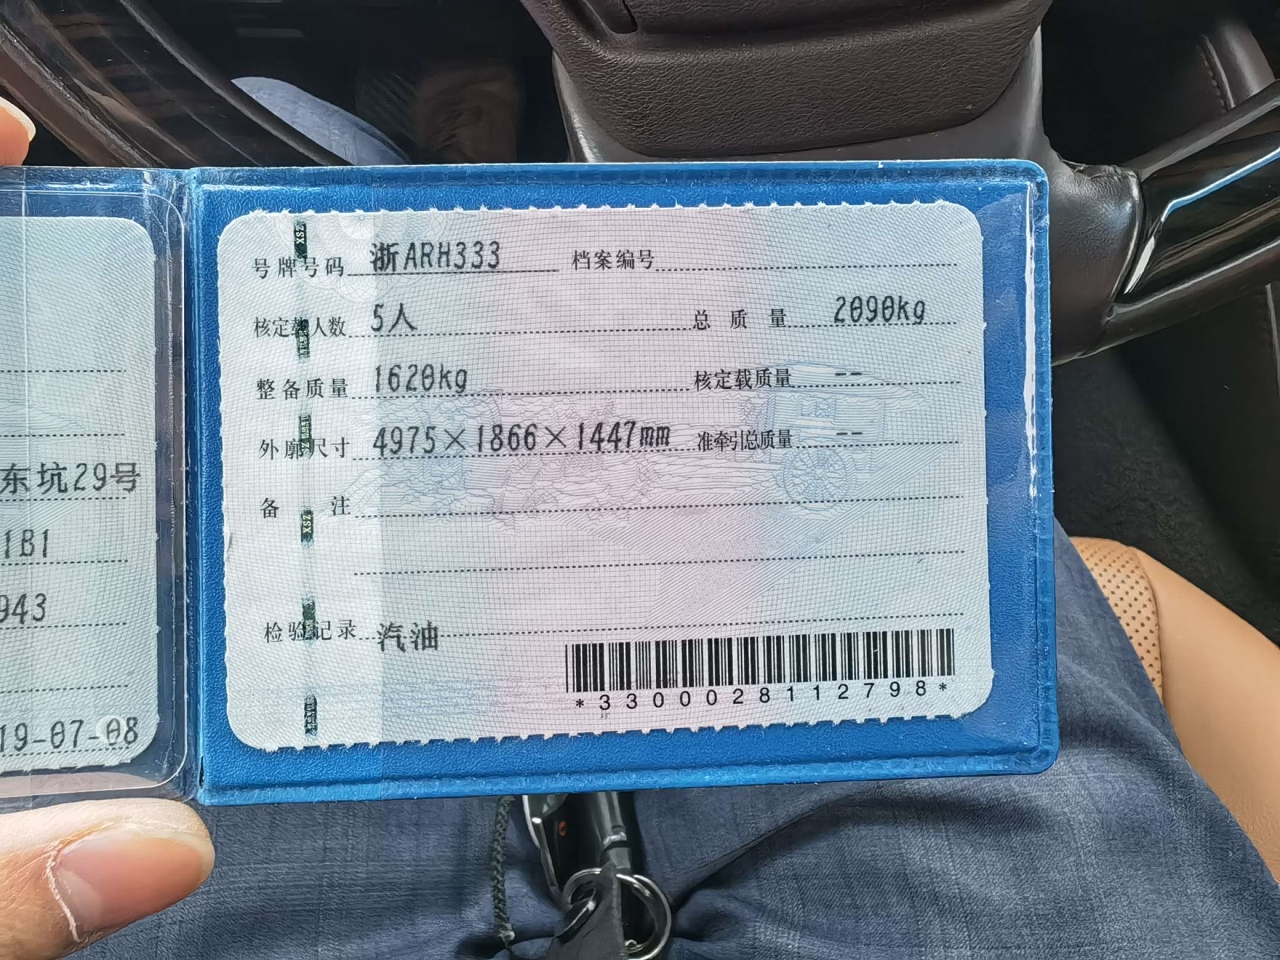 号牌号码 浙ARH333 档案编号
核定载人数 5人 总质量 2090kg
整备质量 1620kg 核定载质量 --
外廓尺寸 4975×1866×1447mm 准牵引总质量 --
备注
检验记录 汽油
*3300028112798*
东坑29号
1B1
943
19-07-08